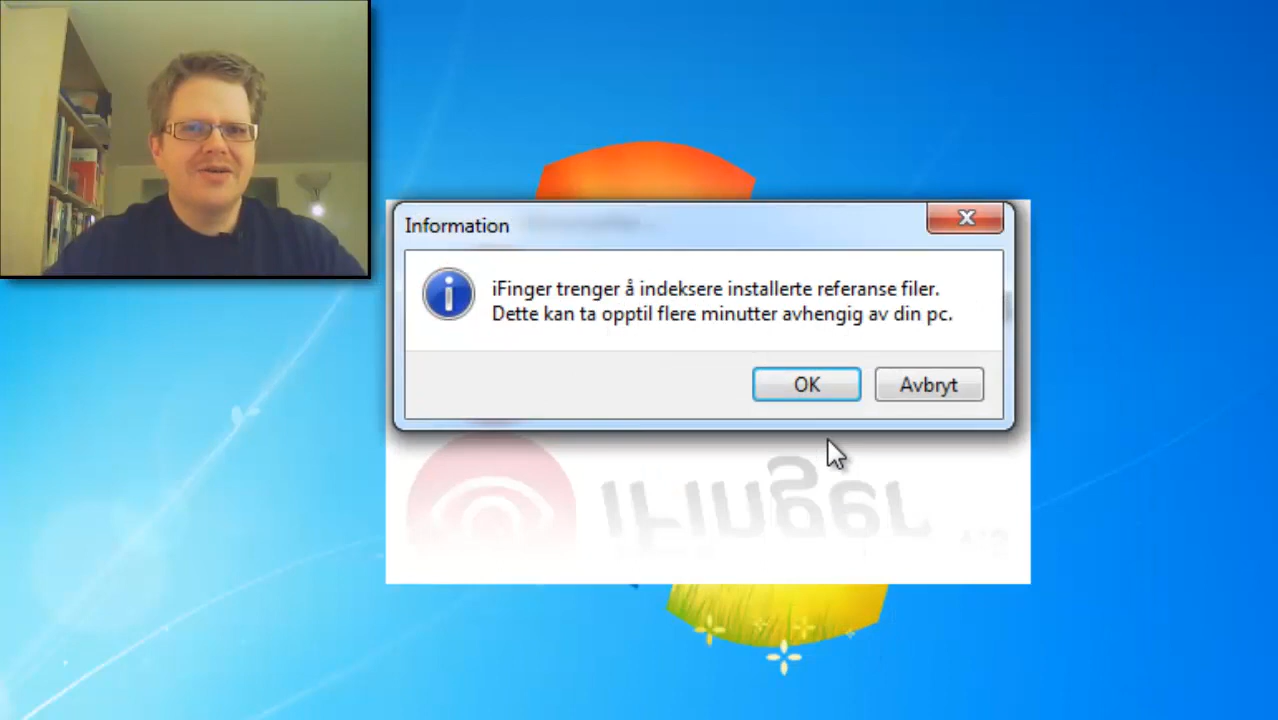 Information
iFinger trenger å indeksere installerte referanse filer.
Dette kan ta opptil flere minutter avhengig av din pc.
OK
Avbryt
iFinger